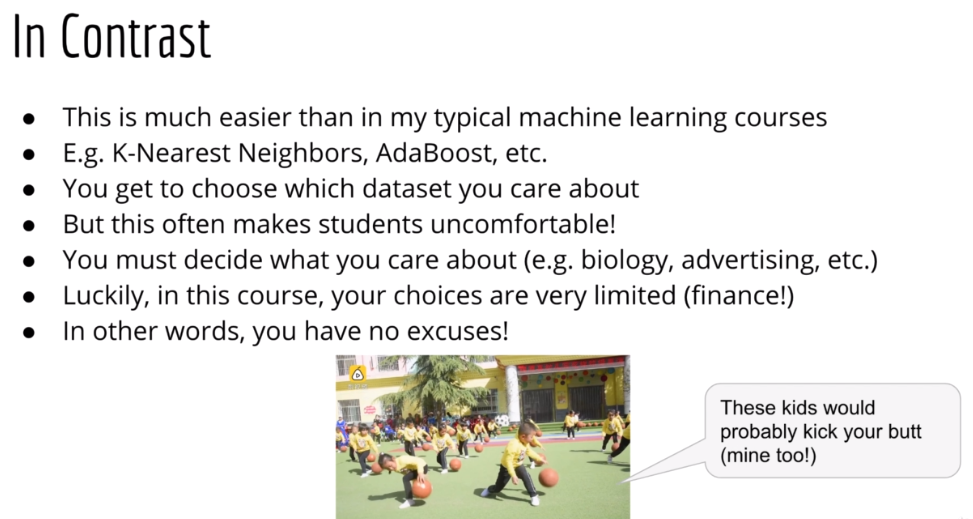 In Contrast
● This is much easier than in my typical machine learning courses
● E.g. K-Nearest Neighbors, AdaBoost, etc.
● You get to choose which dataset you care about
● But this often makes students uncomfortable!
● You must decide what you care about (e.g. biology, advertising, etc.)
● Luckily, in this course, your choices are very limited (finance!)
● In other words, you have no excuses!
These kids would
probably kick your butt
(mine too!)